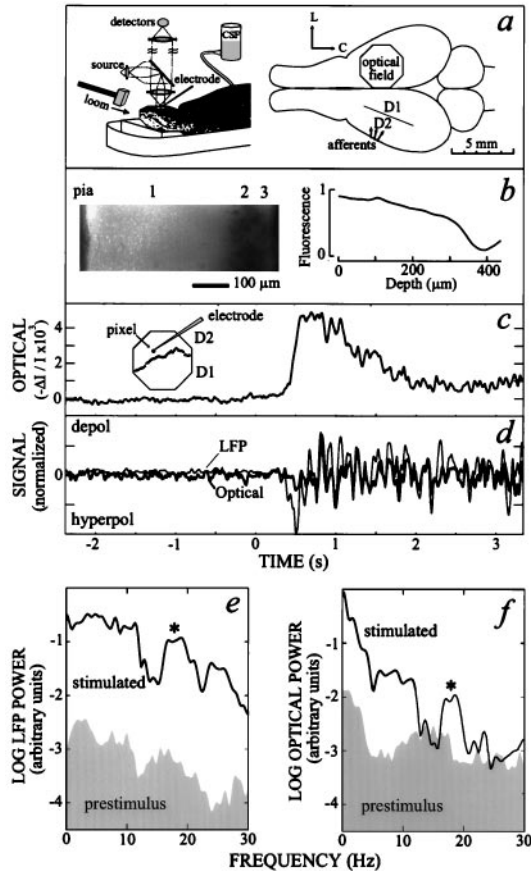 a
detectors
CSF
source
electrode
loom
L
C
optical
field
D1
D2
afferents
5 mm
b
pia 1 2 3
100 µm
Fluorescence
1
0
0 200 400
Depth (µm)
c
OPTICAL
(-ΔI / I x10³)
4
0
electrode
pixel
D2
D1
d
SIGNAL
(normalized)
0
depol
LFP
Optical
hyperpol
-2 -1 0 1 2 3
TIME (s)
e
LOG LFP POWER
(arbitrary units)
-1
-2
-3
-4
stimulated
*
prestimulus
0 10 20 30
f
LOG OPTICAL POWER
(arbitrary units)
0
-1
-2
-3
-4
stimulated
*
prestimulus
0 10 20 30
FREQUENCY (Hz)